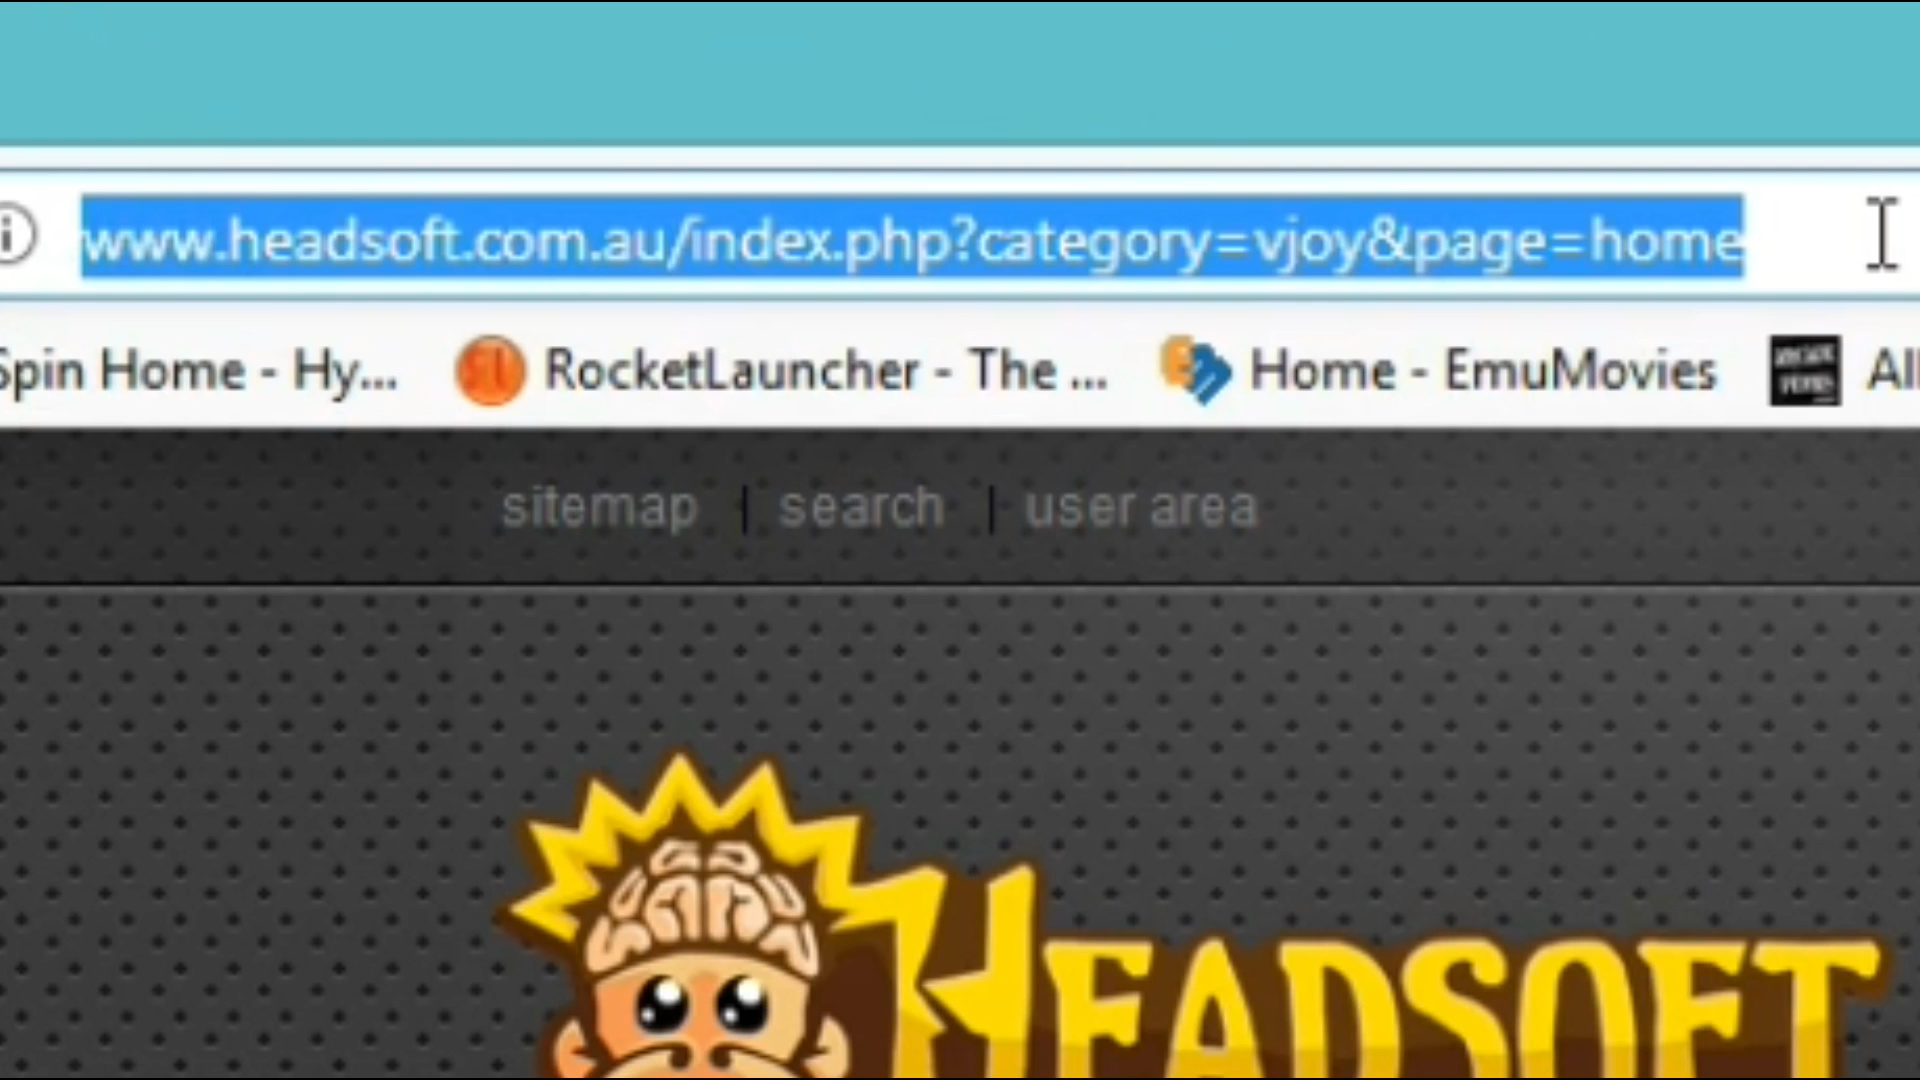 www.headsoft.com.au/index.php?category=vjoy&page=home
Spin Home - Hy... RocketLauncher - The ... Home - EmuMovies All
sitemap | search | user area
HEADSOFT